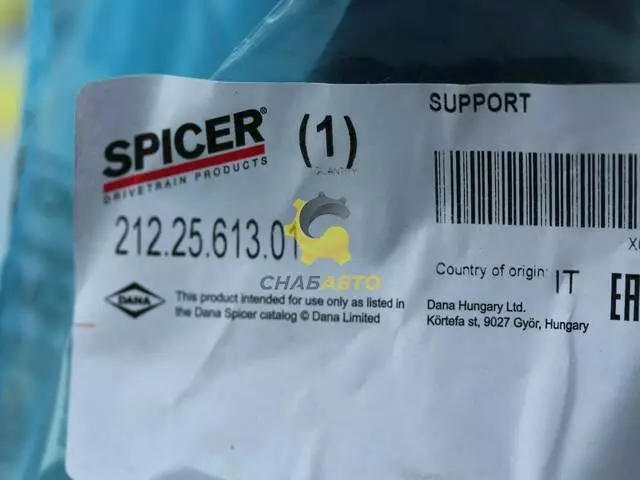 SUPPORT
SPICER®
DRIVETRAIN PRODUCTS
(1)
QUANTITY
212.25.613.01
СНАБАВТО
Country of origin: IT
DANA
This product intended for use only as listed in
the Dana Spicer catalog © Dana Limited
Dana Hungary Ltd.
Körtefa st, 9027 Győr, Hungary